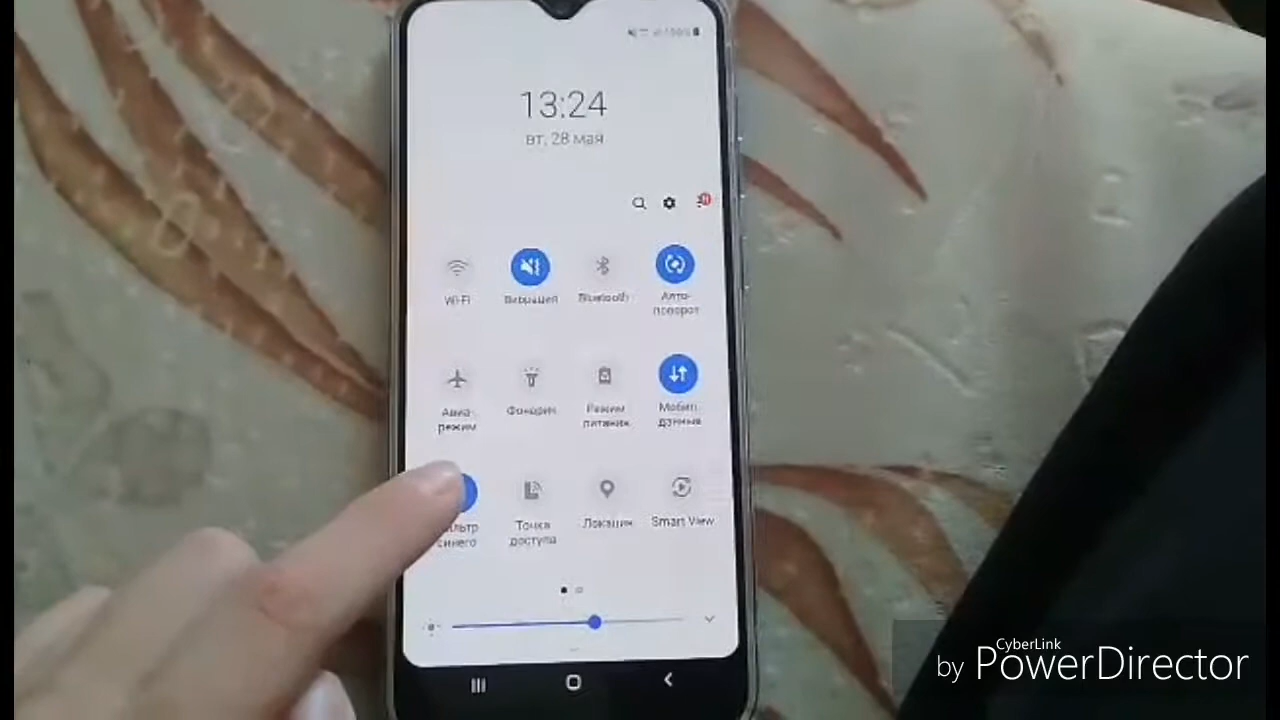 13:24
вт, 28 мая
Wi-Fi
Вибрация
Bluetooth
Авто-
поворот
Авиа-
режим
Фонарик
Режим
питания
Мобил.
данные
льтр
синего
Точка
доступа
Локация
Smart View
CyberLink
by PowerDirector